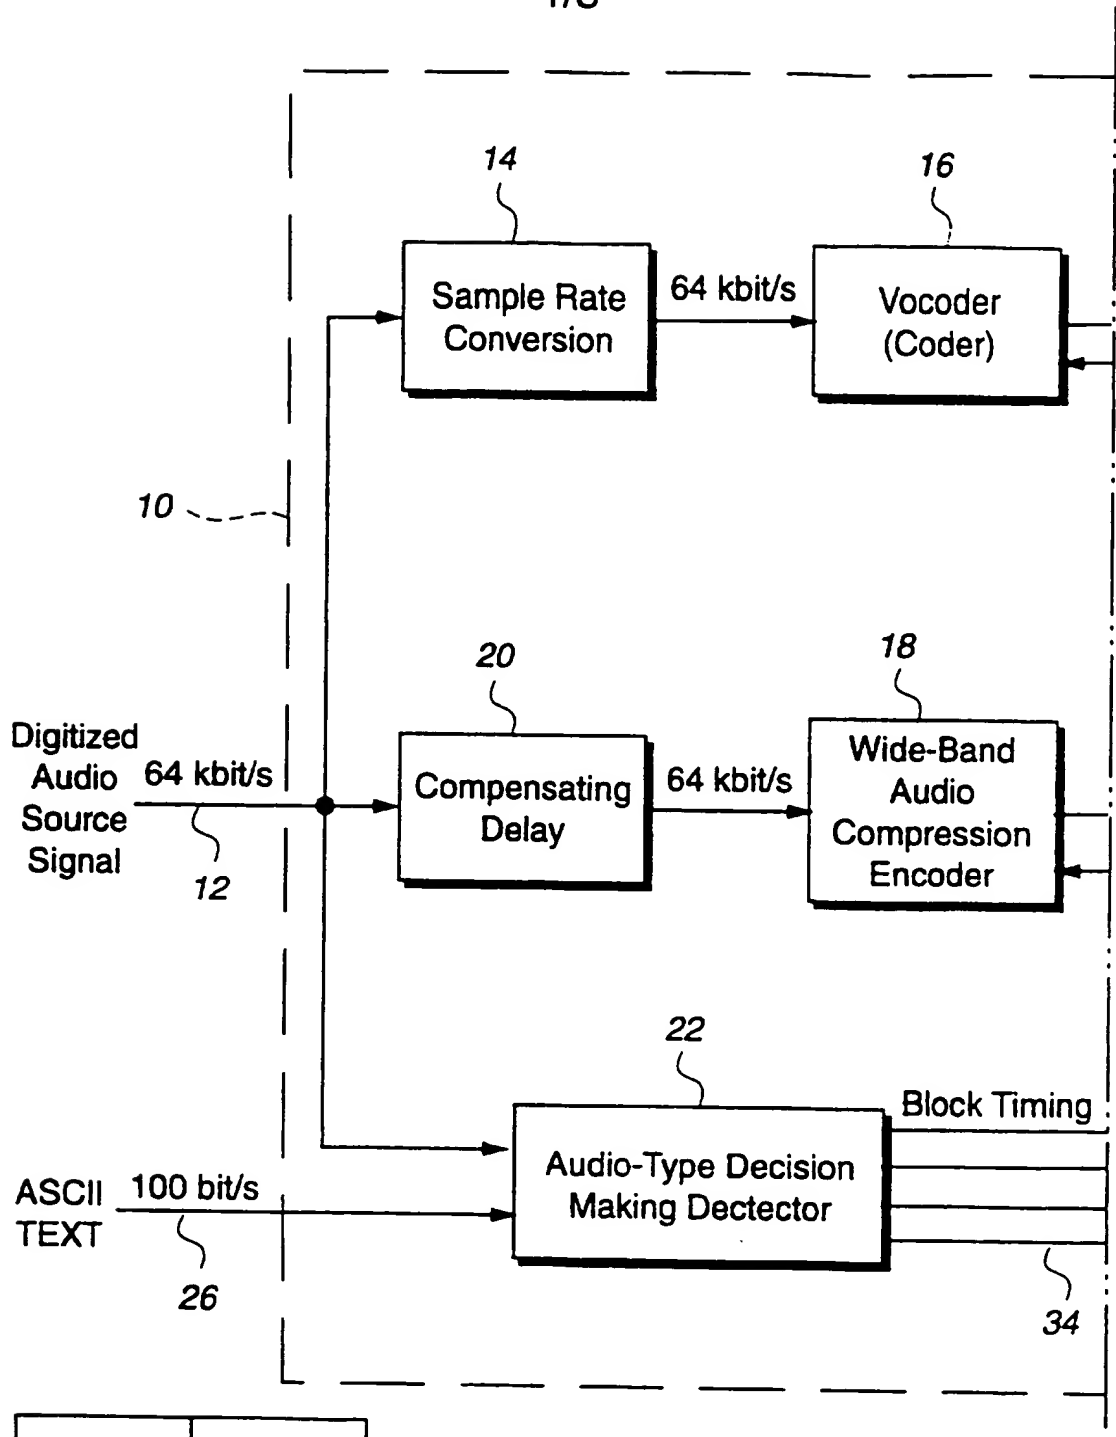 14
16
Sample Rate
Conversion
64 kbit/s
Vocoder
(Coder)
10
20
18
Digitized
Audio
Source
Signal
64 kbit/s
12
Compensating
Delay
64 kbit/s
Wide-Band
Audio
Compression
Encoder
22
Block Timing
Audio-Type Decision
Making Dectector
ASCII
TEXT
100 bit/s
26
34